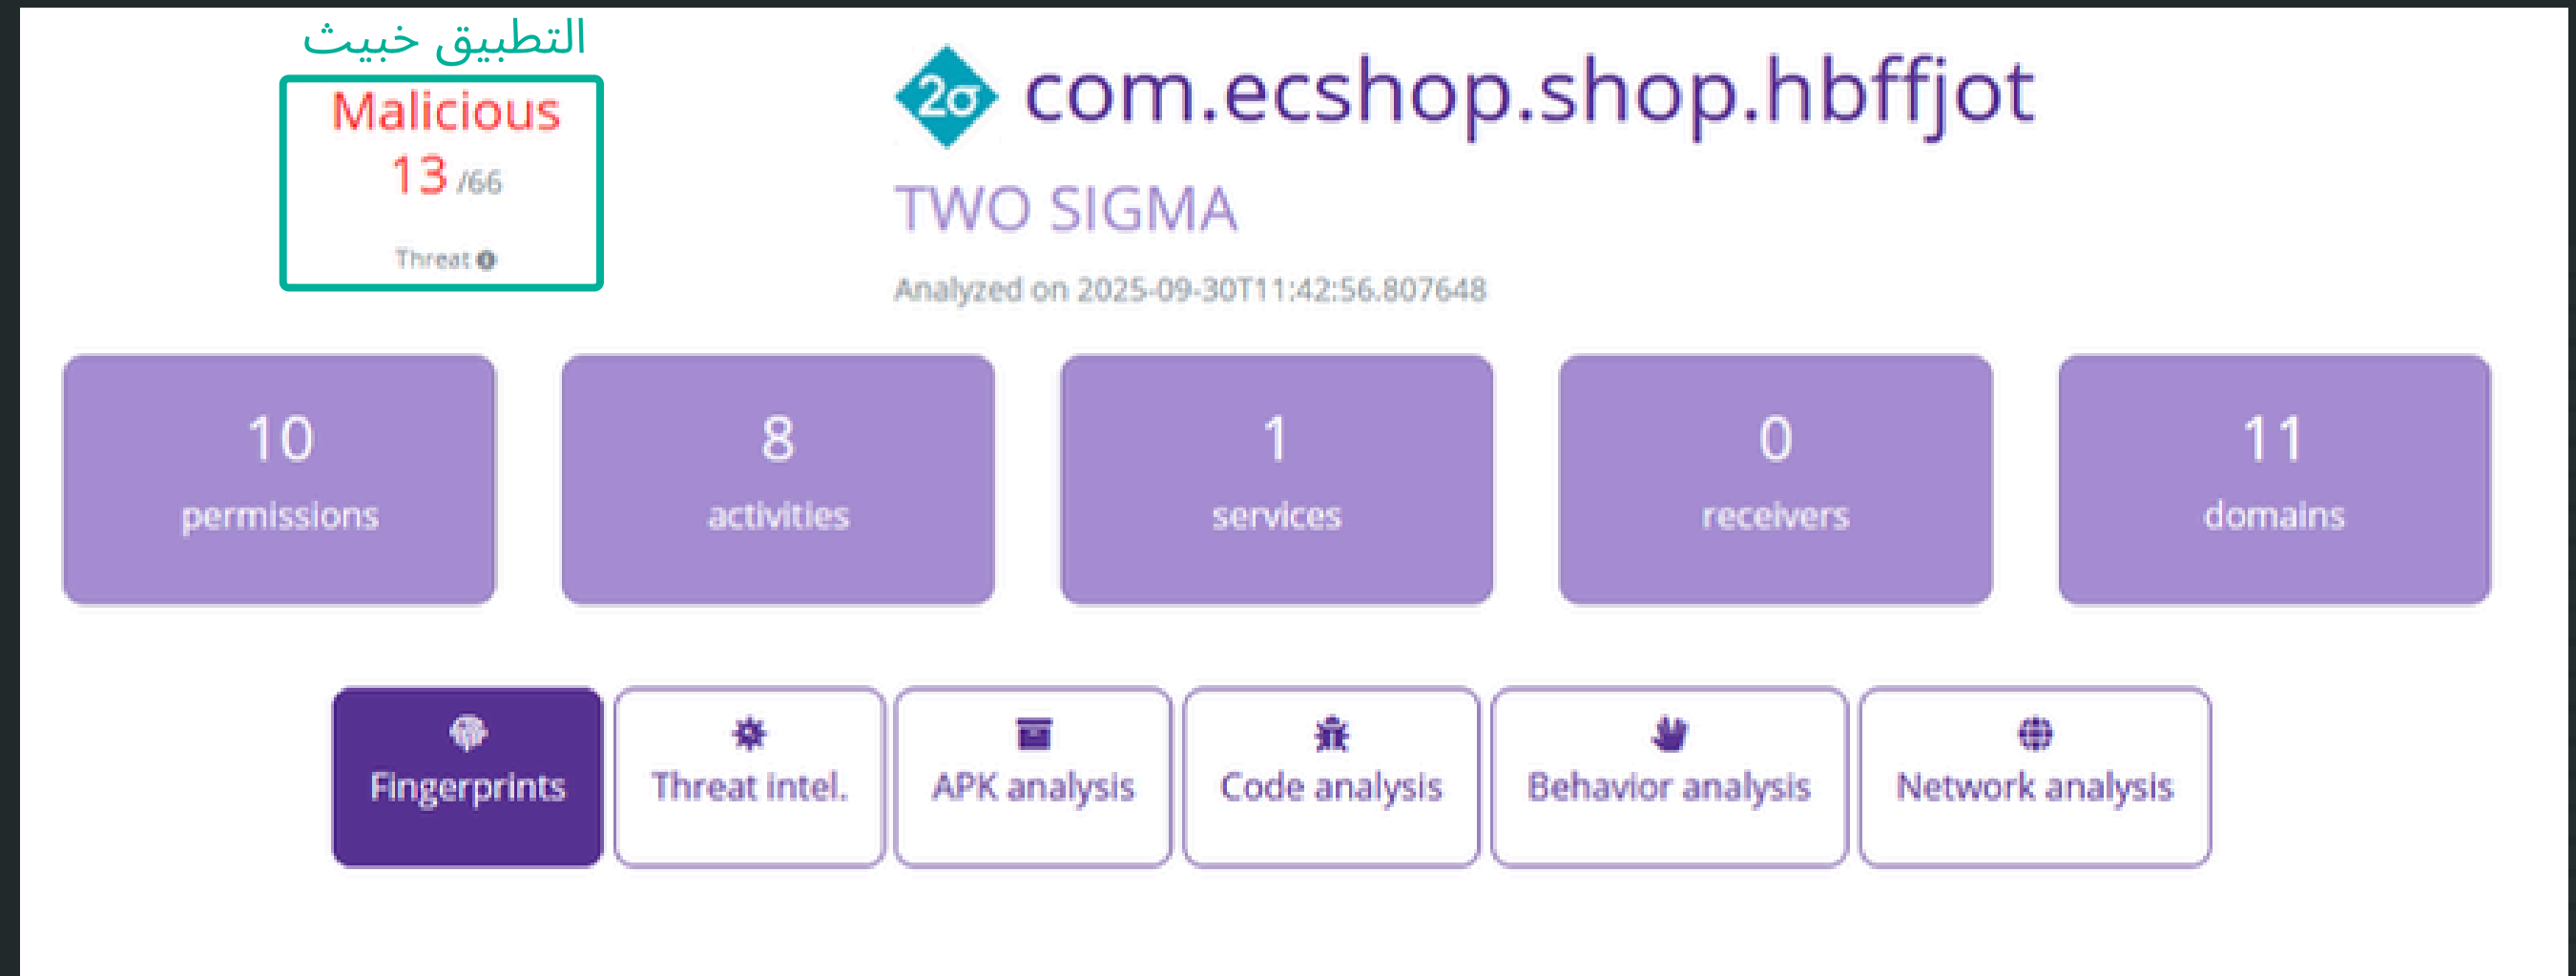 التطبيق خبيث
Malicious
13 /66
Threat
2σ com.ecshop.shop.hbffjot
TWO SIGMA
Analyzed on 2025-09-30T11:42:56.807648
10
permissions
8
activities
1
services
0
receivers
11
domains
Fingerprints
Threat intel.
APK analysis
Code analysis
Behavior analysis
Network analysis